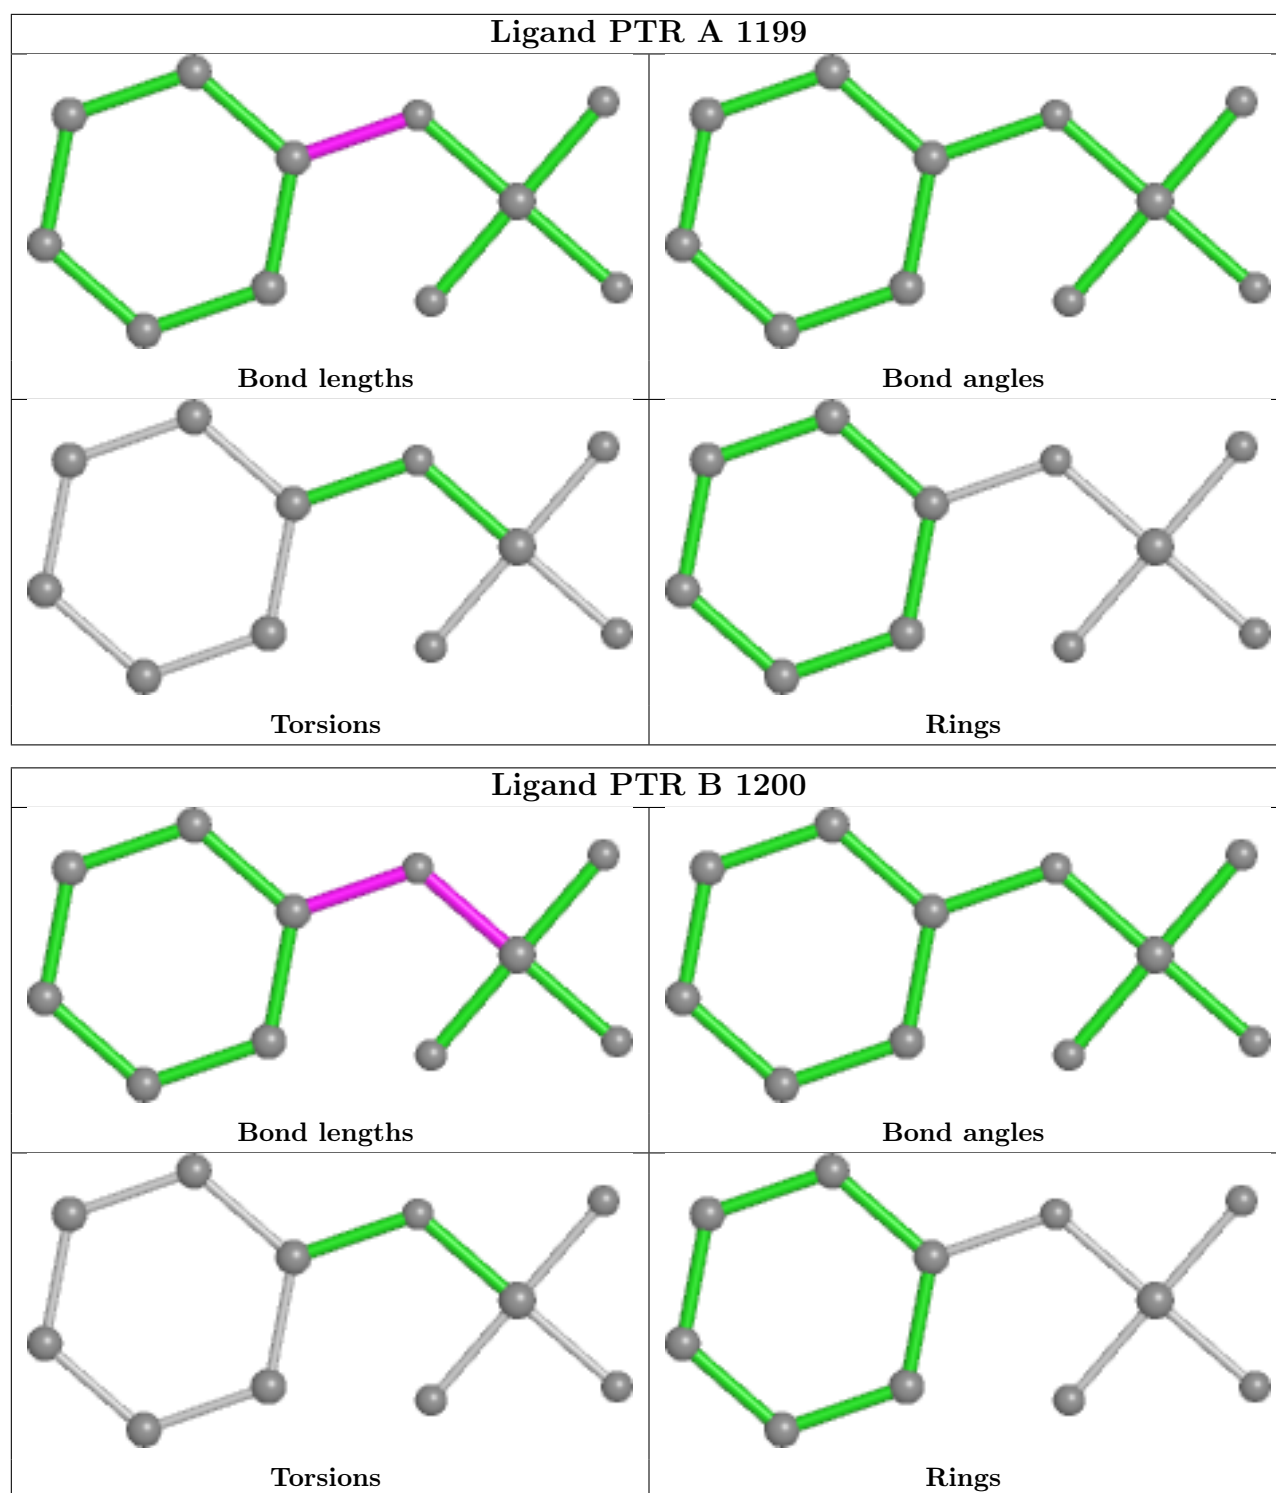 Ligand PTR A 1199
Bond lengths
Bond angles
Torsions
Rings
Ligand PTR B 1200
Bond lengths
Bond angles
Torsions
Rings